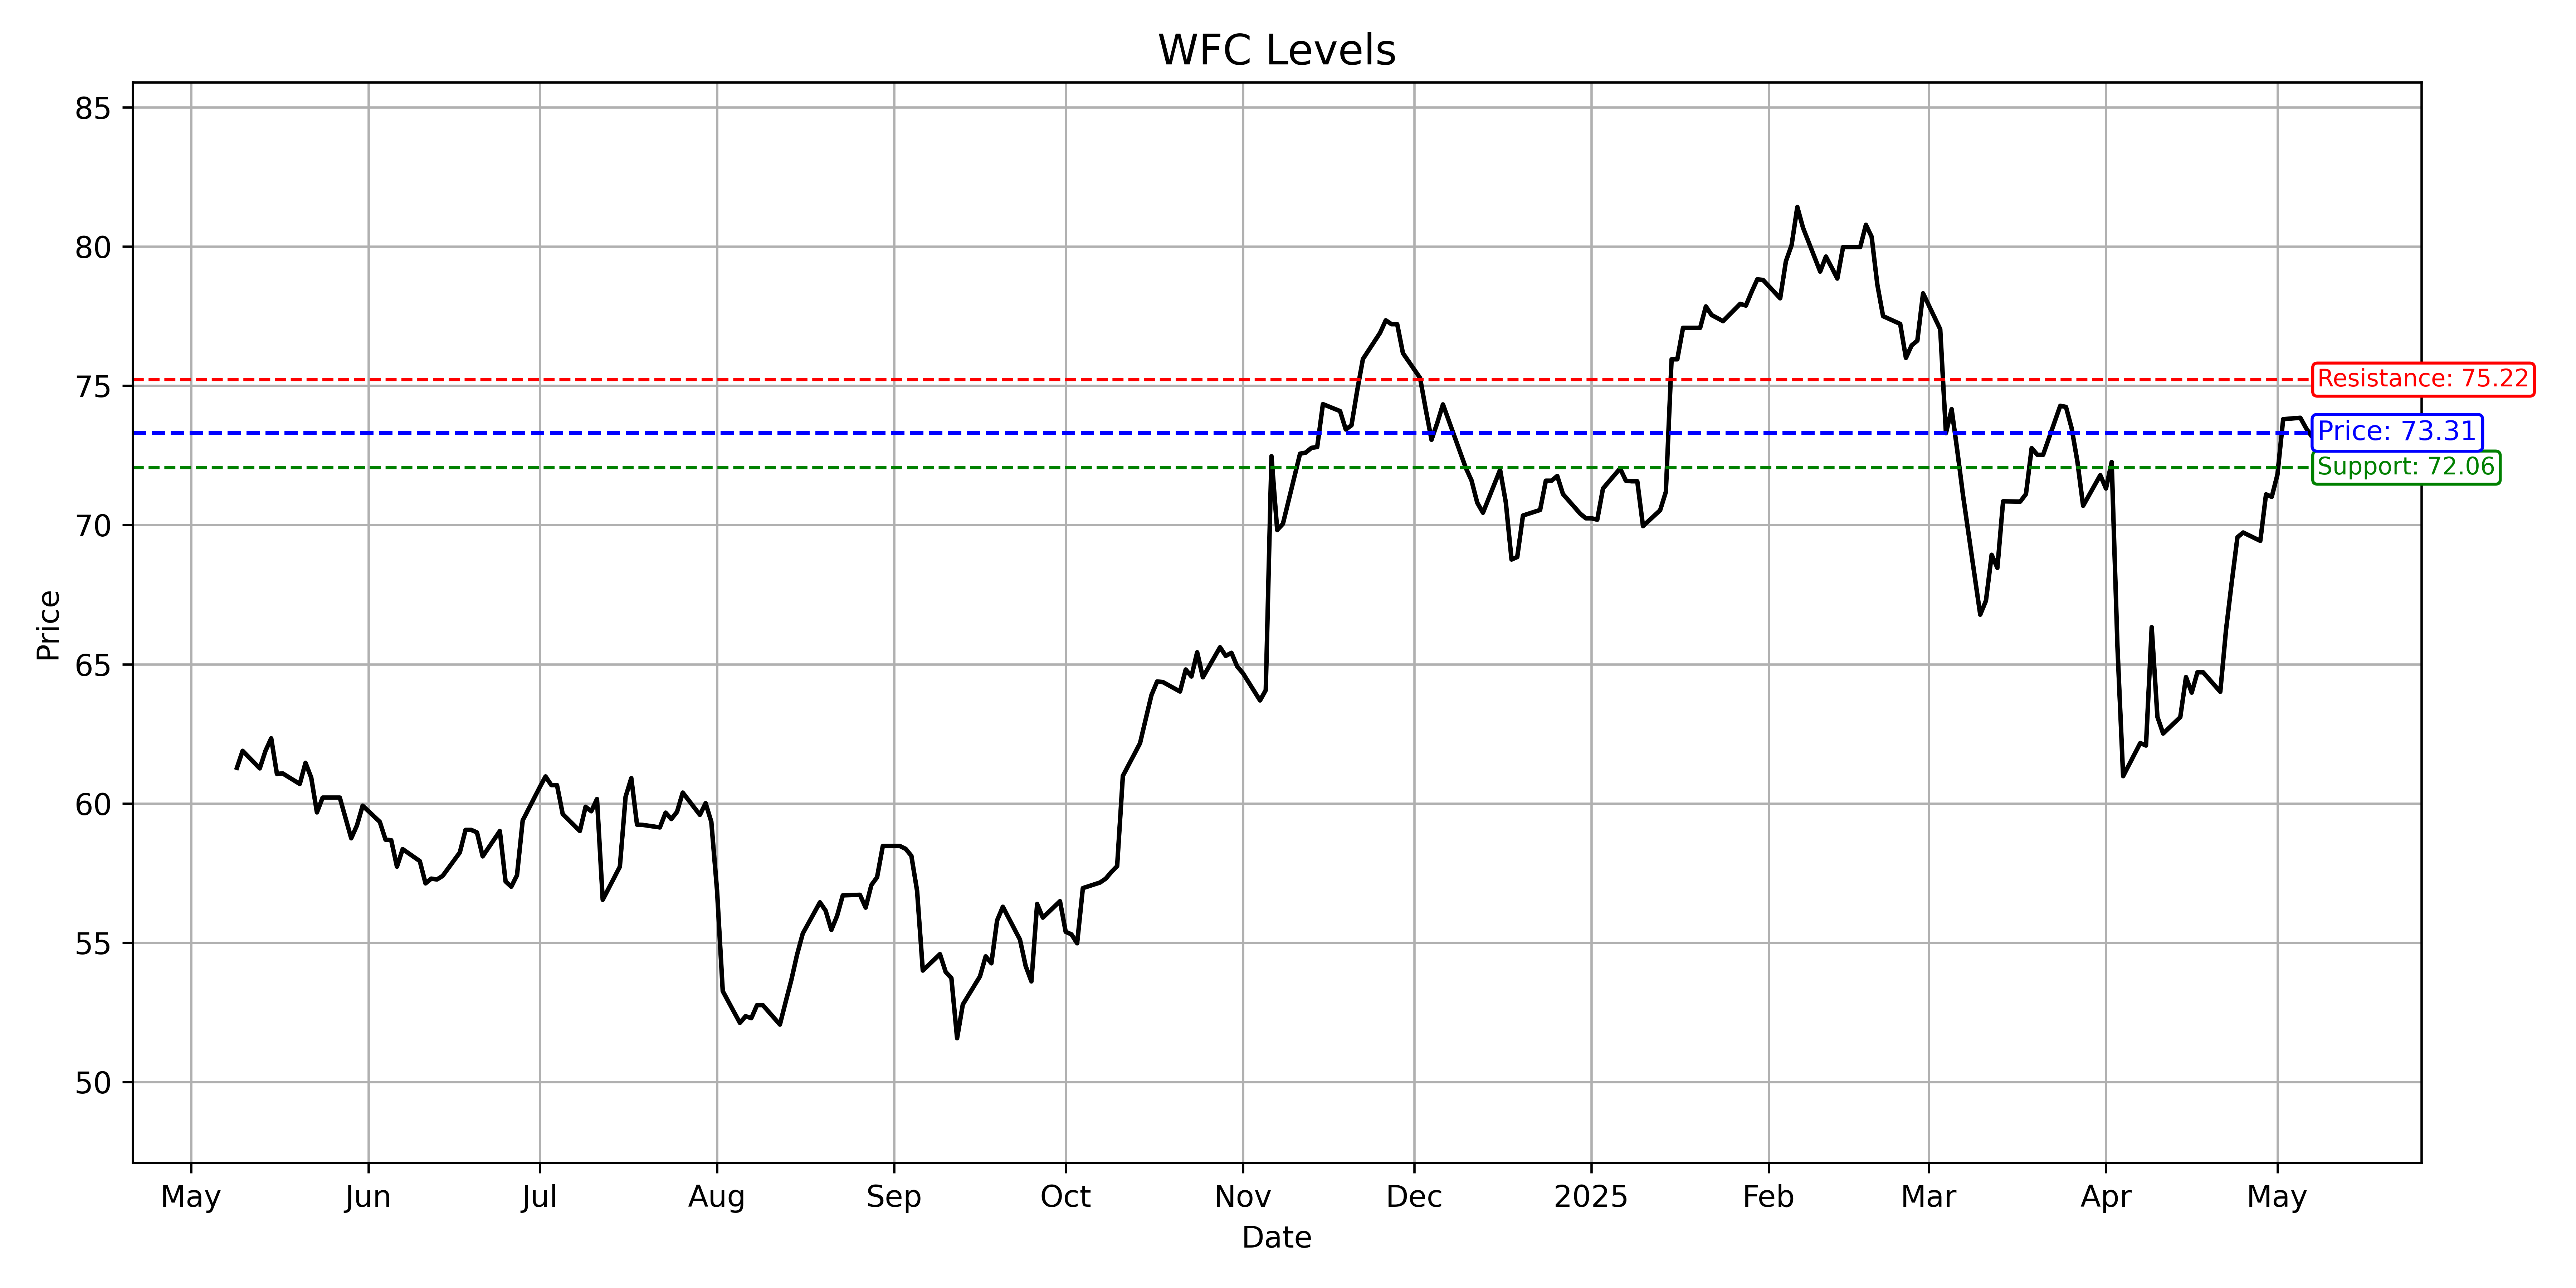 WFC Levels
85
80
75
70
65
60
55
50
Price
Resistance: 75.22
Price: 73.31
Support: 72.06
May Jun Jul Aug Sep Oct Nov Dec 2025 Feb Mar Apr May
Date